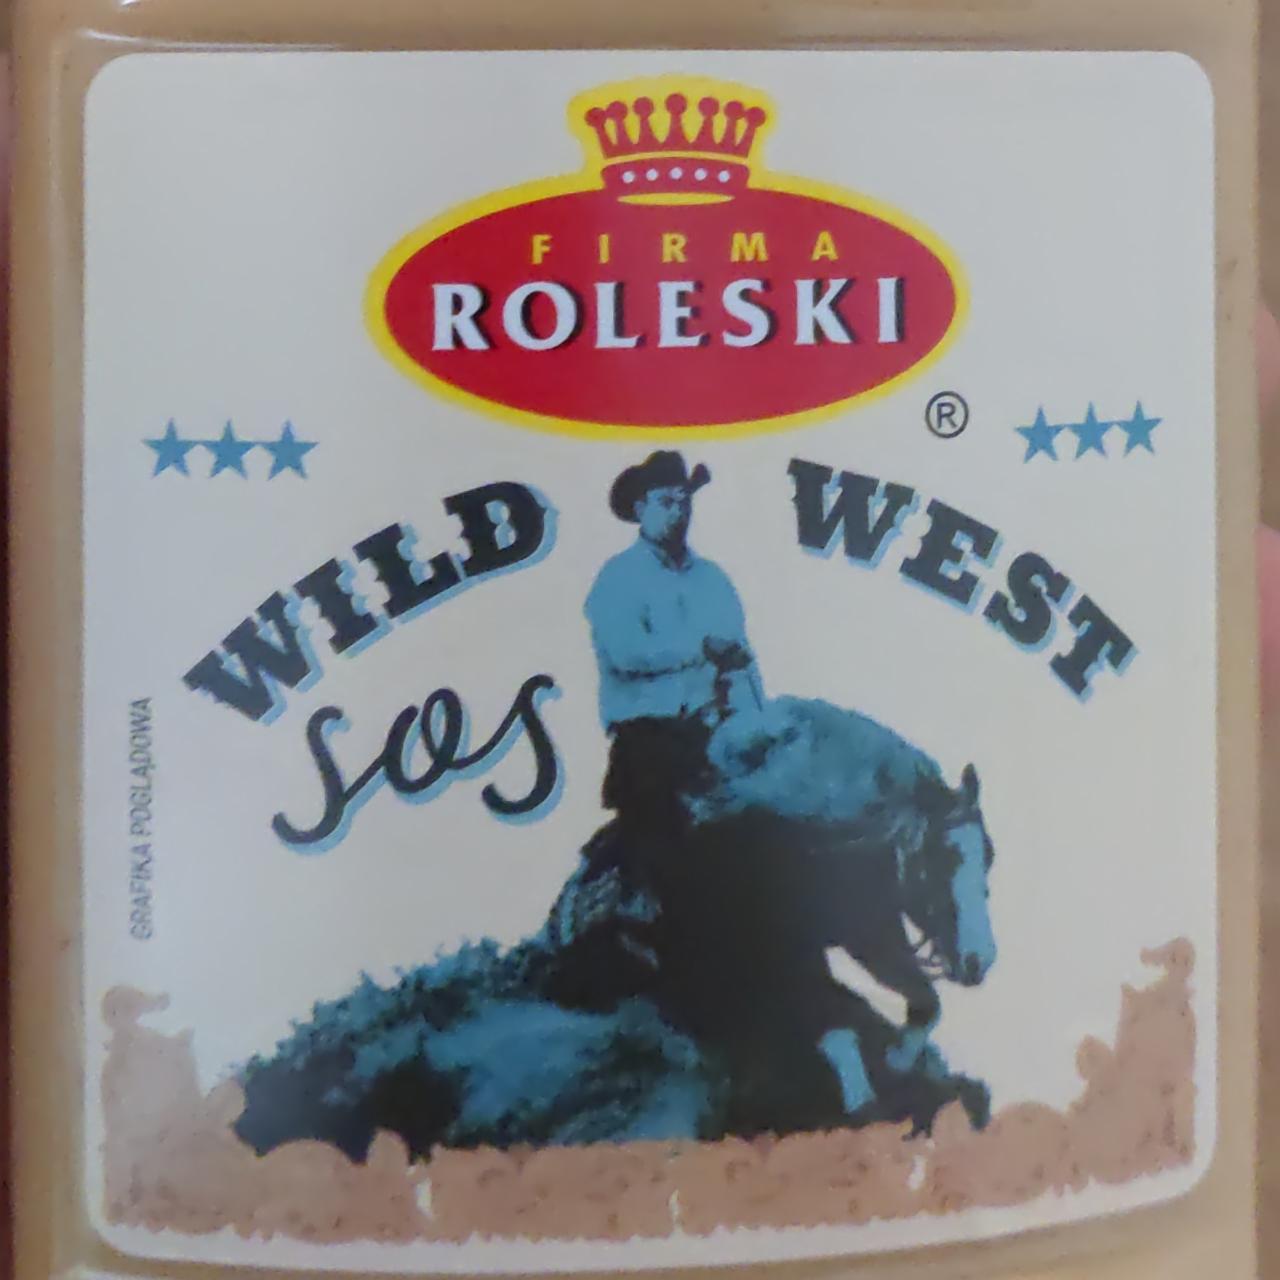 FIRMA
ROLESKI
®
WILD WEST
sos
GRAFIKA POGLĄDOWA